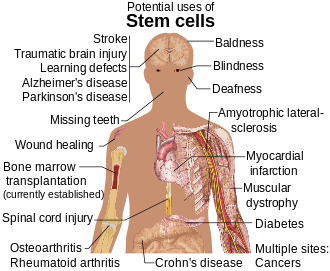 Potential uses of
Stem cells
Stroke
Traumatic brain injury
Learning defects
Alzheimer's disease
Parkinson's disease
Missing teeth
Wound healing
Bone marrow
transplantation
(currently established)
Spinal cord injury
Osteoarthritis
Rheumatoid arthritis
Baldness
Blindness
Deafness
Amyotrophic lateral-
sclerosis
Myocardial
infarction
Muscular
dystrophy
Diabetes
Multiple sites:
Cancers
Crohn's disease